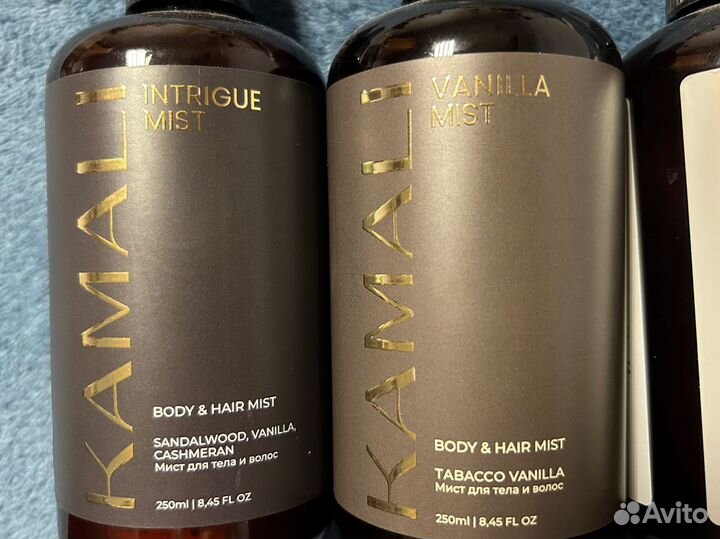 KAMALI
INTRIGUE
MIST
BODY & HAIR MIST
SANDALWOOD, VANILLA,
CASHMERAN
Мист для тела и волос
250ml | 8,45 FL OZ
KAMALI
VANILLA
MIST
BODY & HAIR MIST
TABACCO VANILLA
Мист для тела и волос
250ml | 8,45 FL OZ
Avito